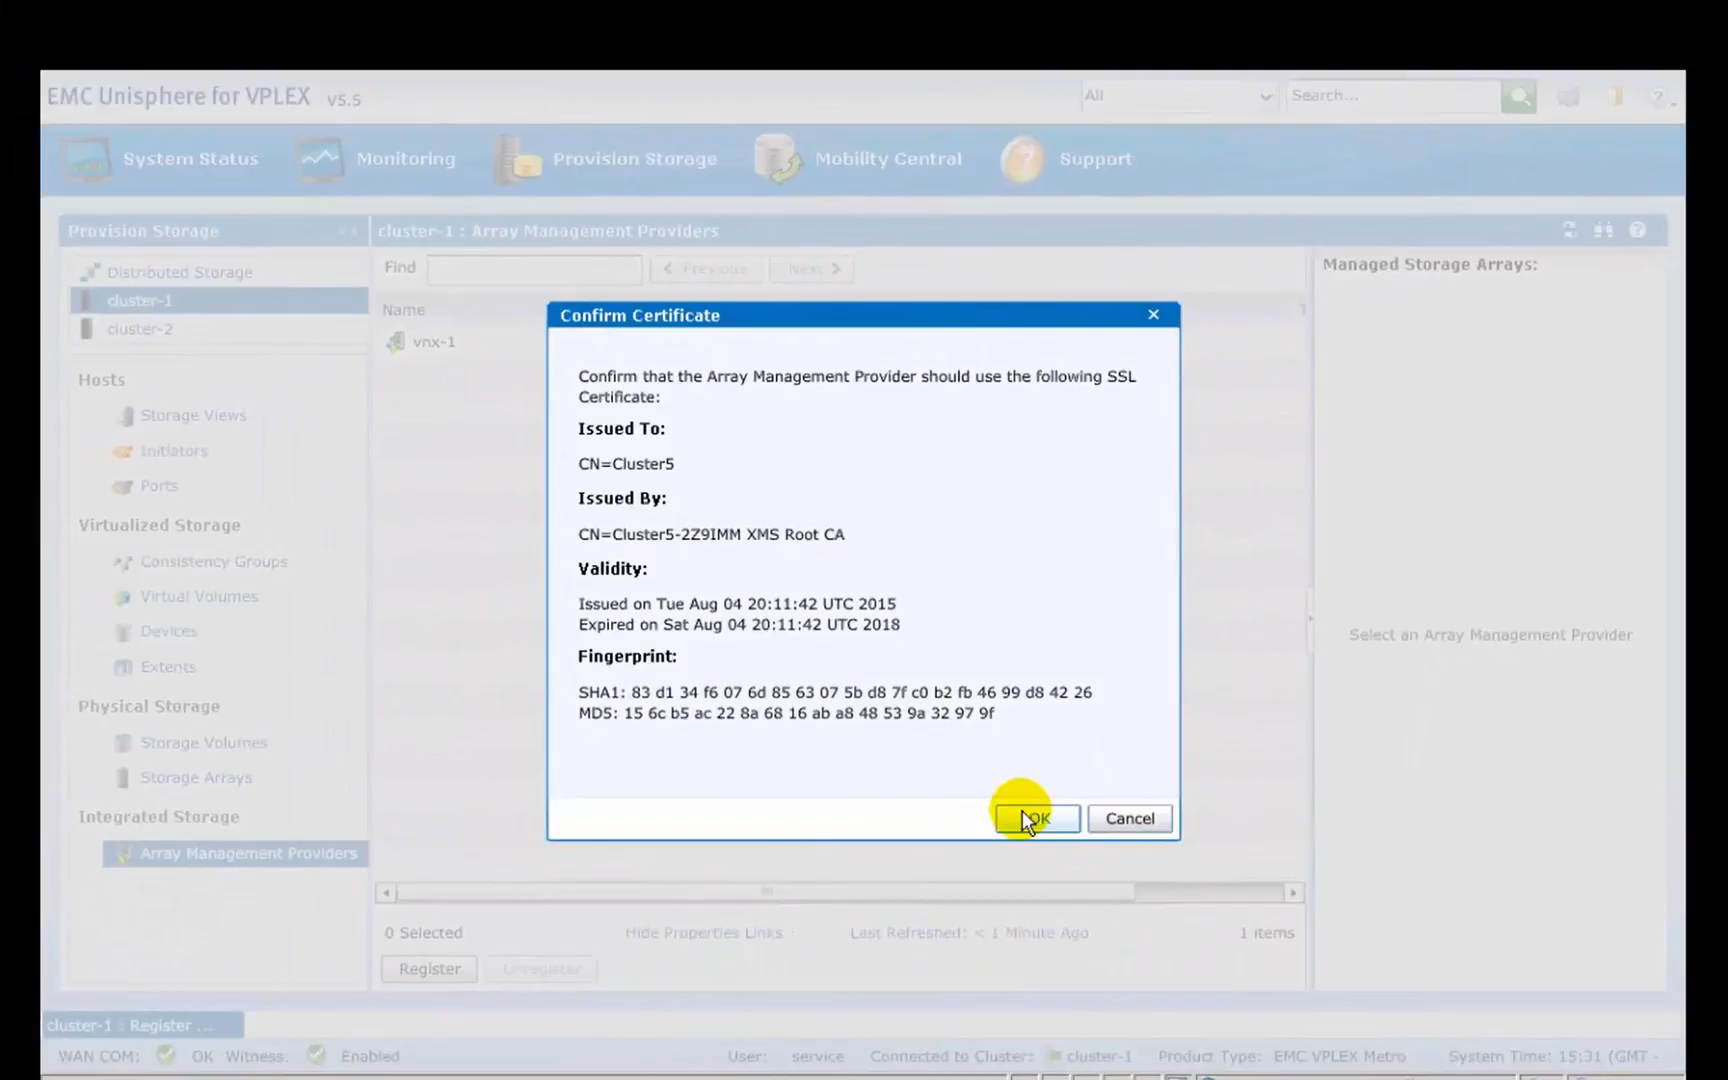 EMC Unisphere for VPLEX v5.5
All
Search...
System Status
Monitoring
Provision Storage
Mobility Central
Support
Provision Storage
Distributed Storage
cluster-1
cluster-2
Hosts
Storage Views
Initiators
Ports
Virtualized Storage
Consistency Groups
Virtual Volumes
Devices
Extents
Physical Storage
Storage Volumes
Storage Arrays
Integrated Storage
Array Management Providers
cluster-1 : Array Management Providers
Find
Previous
Next
Name
vnx-1
Confirm Certificate
Confirm that the Array Management Provider should use the following SSL
Certificate:
Issued To:
CN=Cluster5
Issued By:
CN=Cluster5-2Z9IMM XMS Root CA
Validity:
Issued on Tue Aug 04 20:11:42 UTC 2015
Expired on Sat Aug 04 20:11:42 UTC 2018
Fingerprint:
SHA1: 83 d1 34 f6 07 6d 85 63 07 5b d8 7f c0 b2 fb 46 99 d8 42 26
MD5: 15 6c b5 ac 22 8a 68 16 ab a8 48 53 9a 32 97 9f
OK
Cancel
0 Selected
Hide Properties Links
Last Refreshed: < 1 Minute Ago
1 items
Register
Unregister
Managed Storage Arrays:
Select an Array Management Provider
cluster-1 : Register ...
WAN COM: OK Witness: Enabled
User: service
Connected to Cluster: cluster-1
Product Type: EMC VPLEX Metro
System Time: 15:31 (GMT -